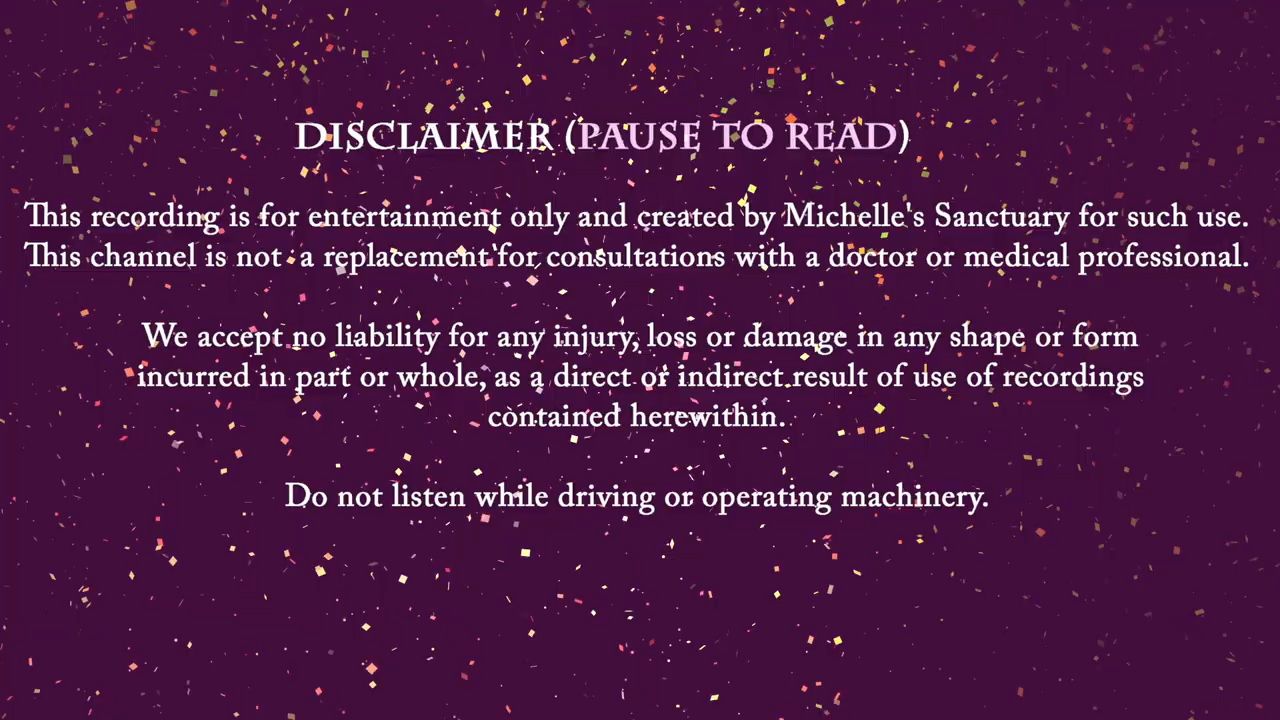 DISCLAIMER (PAUSE TO READ)
This recording is for entertainment only and created by Michelle's Sanctuary for such use.
This channel is not a replacement for consultations with a doctor or medical professional.
We accept no liability for any injury, loss or damage in any shape or form
incurred in part or whole, as a direct or indirect result of use of recordings
contained herewithin.
Do not listen while driving or operating machinery.